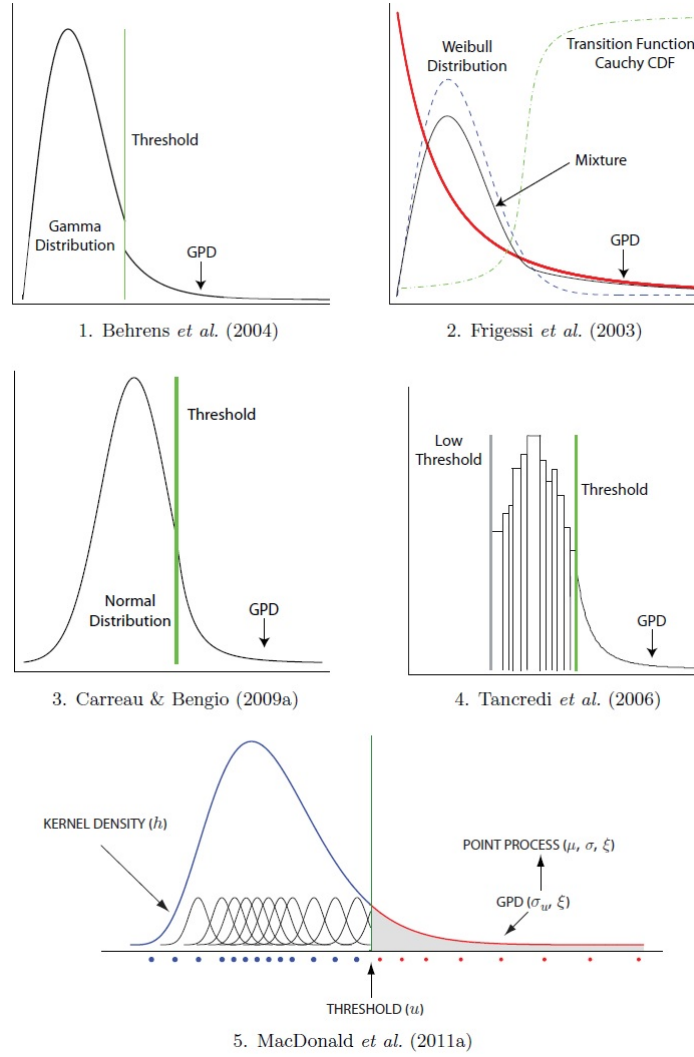 Threshold
Gamma
Distribution
GPD
1. Behrens et al. (2004)
Weibull
Distribution
Transition Function
Cauchy CDF
Mixture
GPD
2. Frigessi et al. (2003)
Threshold
Normal
Distribution
GPD
3. Carreau & Bengio (2009a)
Low
Threshold
Threshold
GPD
4. Tancredi et al. (2006)
KERNEL DENSITY (h)
POINT PROCESS (μ, σ, ξ)
GPD (σᵤ, ξ)
THRESHOLD (u)
5. MacDonald et al. (2011a)